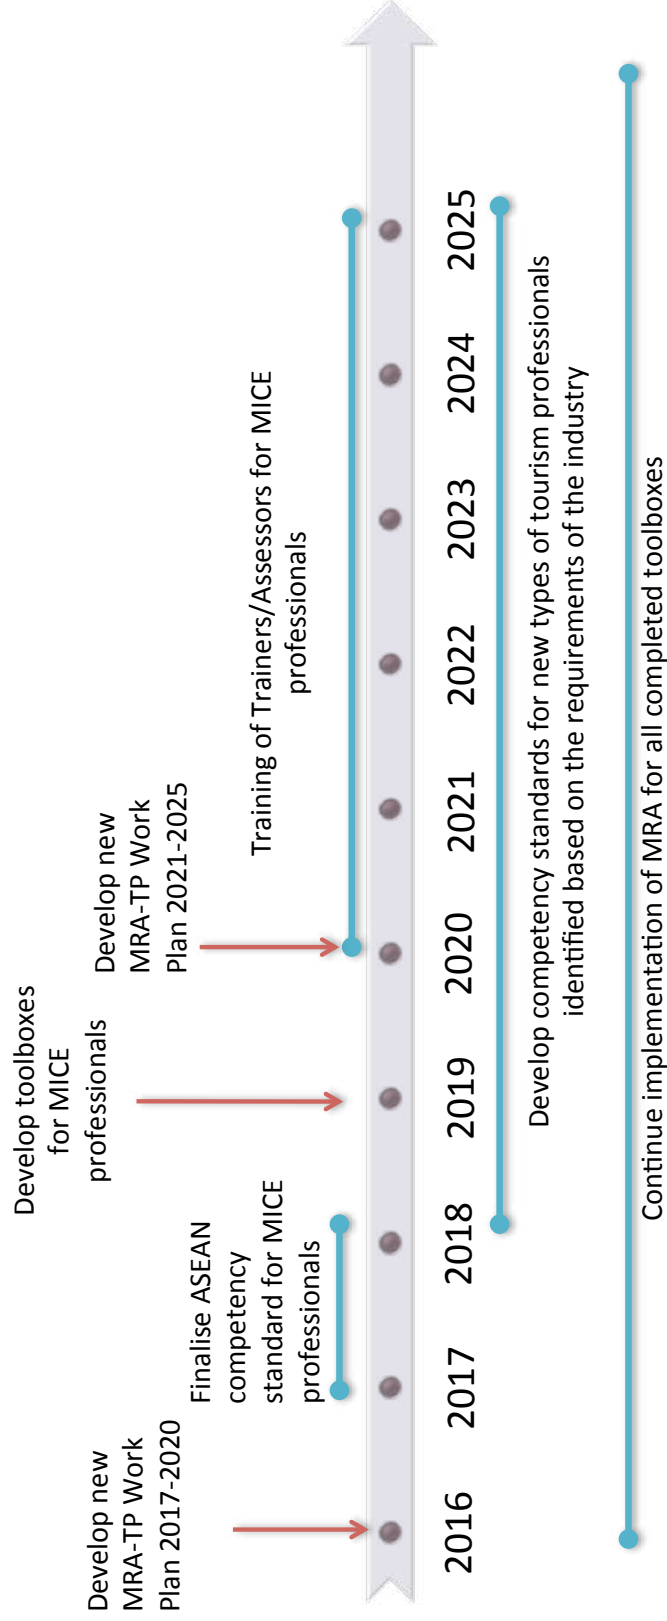 Develop new
MRA-TP Work
Plan 2017-2020
Finalise ASEAN
competency
standard for MICE
professionals
Develop toolboxes
for MICE
professionals
Develop new
MRA-TP Work
Plan 2021-2025
Training of Trainers/Assessors for MICE
professionals
2016
2017
2018
2019
2020
2021
2022
2023
2024
2025
Develop competency standards for new types of tourism professionals
identified based on the requirements of the industry
Continue implementation of MRA for all completed toolboxes